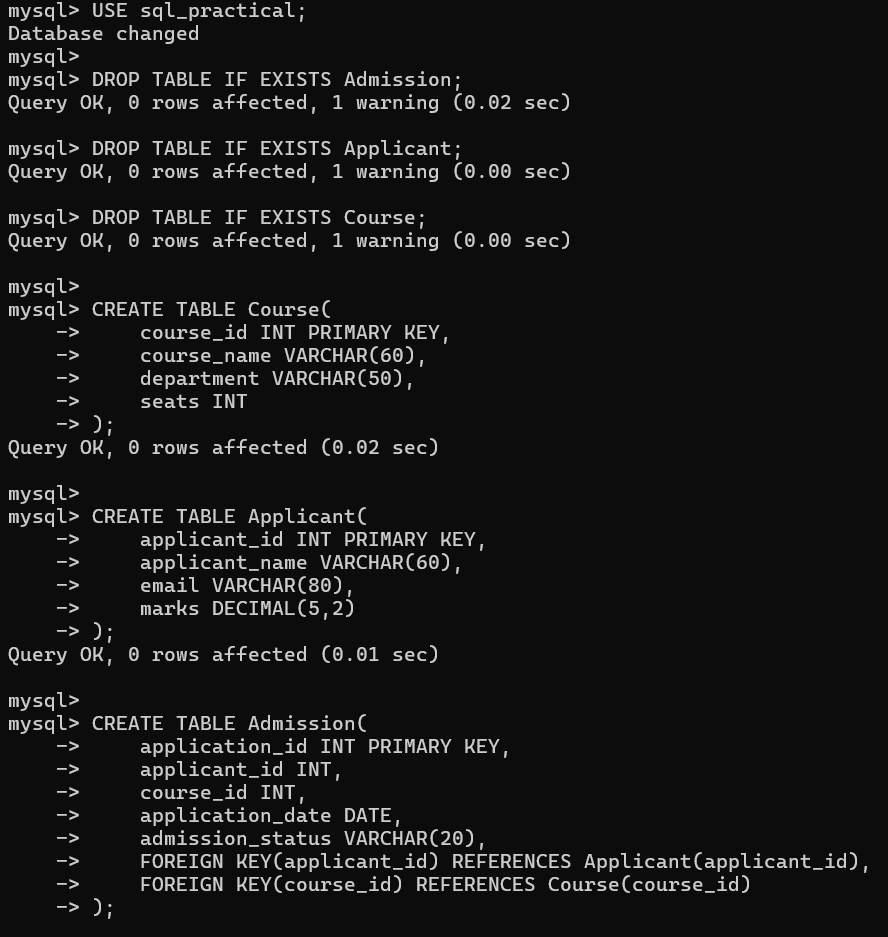 mysql> USE sql_practical;
Database changed
mysql>
mysql> DROP TABLE IF EXISTS Admission;
Query OK, 0 rows affected, 1 warning (0.02 sec)

mysql> DROP TABLE IF EXISTS Applicant;
Query OK, 0 rows affected, 1 warning (0.00 sec)

mysql> DROP TABLE IF EXISTS Course;
Query OK, 0 rows affected, 1 warning (0.00 sec)

mysql>
mysql> CREATE TABLE Course(
    ->     course_id INT PRIMARY KEY,
    ->     course_name VARCHAR(60),
    ->     department VARCHAR(50),
    ->     seats INT
    -> );
Query OK, 0 rows affected (0.02 sec)

mysql>
mysql> CREATE TABLE Applicant(
    ->     applicant_id INT PRIMARY KEY,
    ->     applicant_name VARCHAR(60),
    ->     email VARCHAR(80),
    ->     marks DECIMAL(5,2)
    -> );
Query OK, 0 rows affected (0.01 sec)

mysql>
mysql> CREATE TABLE Admission(
    ->     application_id INT PRIMARY KEY,
    ->     applicant_id INT,
    ->     course_id INT,
    ->     application_date DATE,
    ->     admission_status VARCHAR(20),
    ->     FOREIGN KEY(applicant_id) REFERENCES Applicant(applicant_id),
    ->     FOREIGN KEY(course_id) REFERENCES Course(course_id)
    -> );